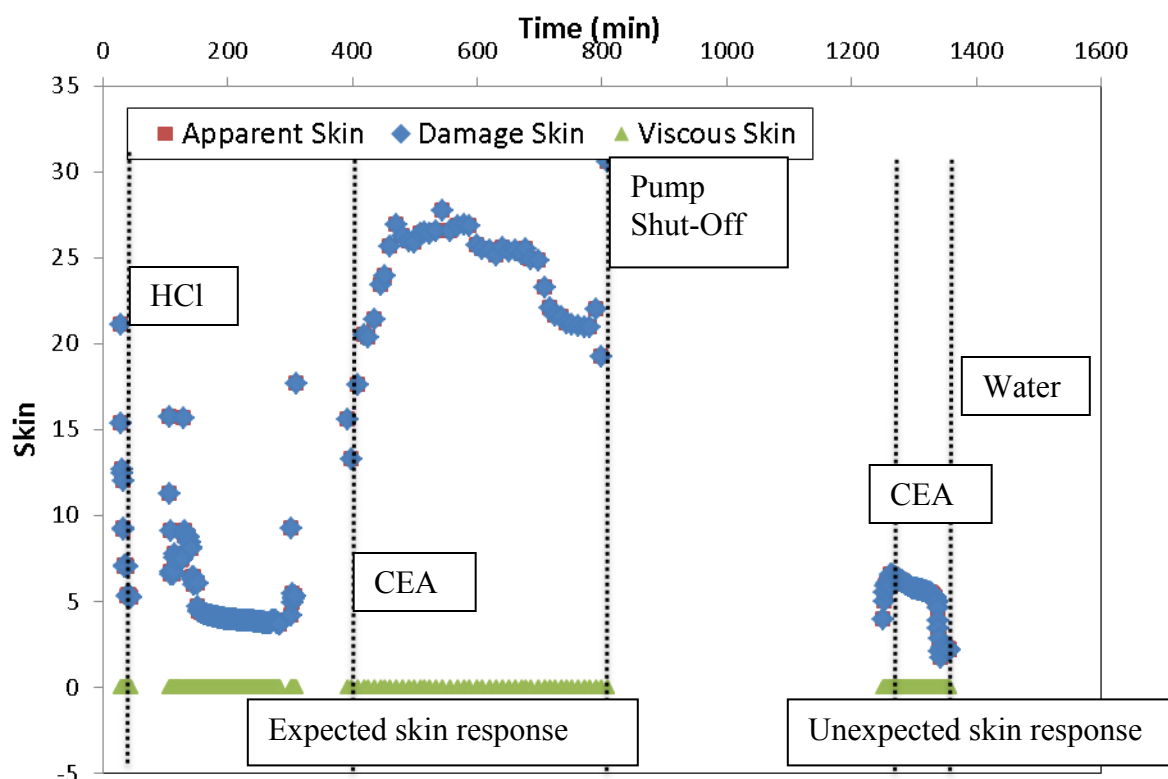 Time (min)
0 200 400 600 800 1000 1200 1400 1600
35
30
25
20
15
10
5
0
-5
Skin
Apparent Skin Damage Skin Viscous Skin
HCl
Pump
Shut-Off
Water
CEA
CEA
Expected skin response
Unexpected skin response